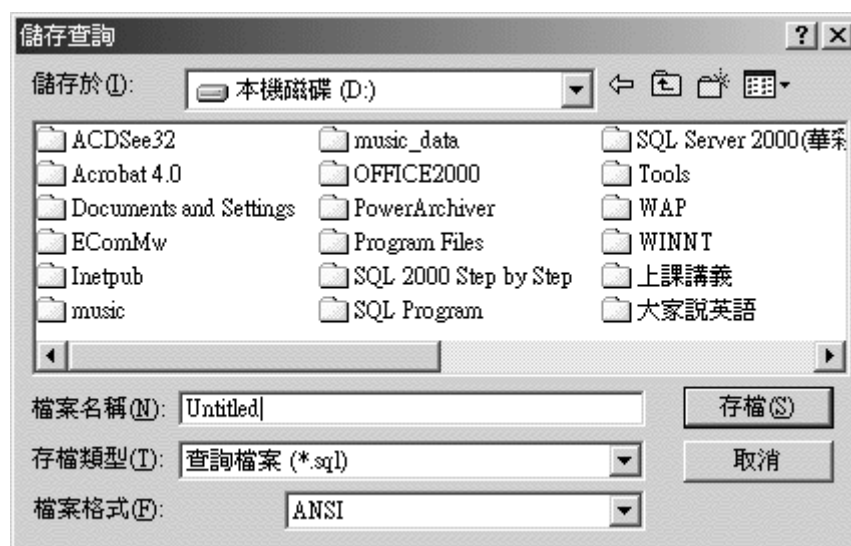 儲存查詢
儲存於(I): 本機磁碟 (D:)
ACDSee32 music_data SQL Server 2000(華彩
Acrobat 4.0 OFFICE2000 Tools
Documents and Settings PowerArchiver WAP
EComMw Program Files WINNT
Inetpub SQL 2000 Step by Step 上課講義
music SQL Program 大家說英語
檔案名稱(N): Untitled 存檔(S)
存檔類型(T): 查詢檔案 (*.sql) 取消
檔案格式(F): ANSI